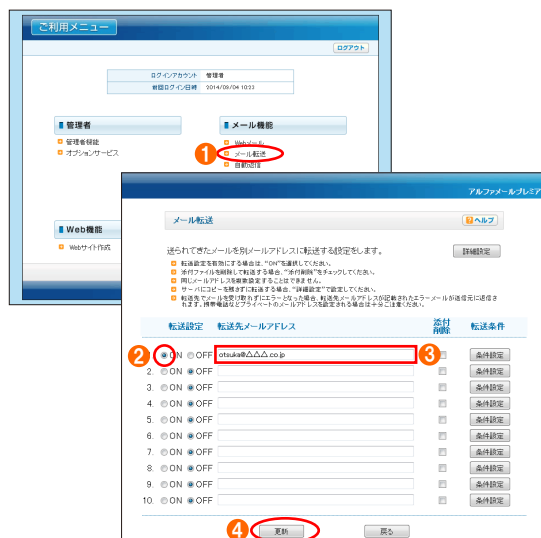 ご利用メニュー
ログアウト
ログインアカウント 管理者
前回ログイン日時 2014/09/04 10:22
管理者
管理者機能
オプションサービス
メール機能
Webメール
1 メール転送
自動返信
Web機能
Webサイト作成
アルファメールプレミア
メール転送
?ヘルプ
送られてきたメールを別メールアドレスに転送する設定をします。
詳細設定
転送設定を有効にする場合は、"ON"を選択してください。
添付ファイルを削除して転送する場合、"添付削除"をチェックしてください。
同じメールアドレスを複数設定することはできません。
サーバにコピーを残さずに転送する場合、"詳細設定"で設定してください。
転送先でメールを受け取れずにエラーとなった場合、転送先メールアドレスが記載されたエラーメールが送信元に返信さ
れます。携帯電話などプライベートのメールアドレスを設定される場合は十分ご注意ください。
転送設定 転送先メールアドレス 添付削除 転送条件
2 ON OFF otsuka@△△△.co.jp 3 条件設定
2. ON OFF 条件設定
3. ON OFF 条件設定
4. ON OFF 条件設定
5. ON OFF 条件設定
6. ON OFF 条件設定
7. ON OFF 条件設定
8. ON OFF 条件設定
9. ON OFF 条件設定
10. ON OFF 条件設定
4 更新 戻る